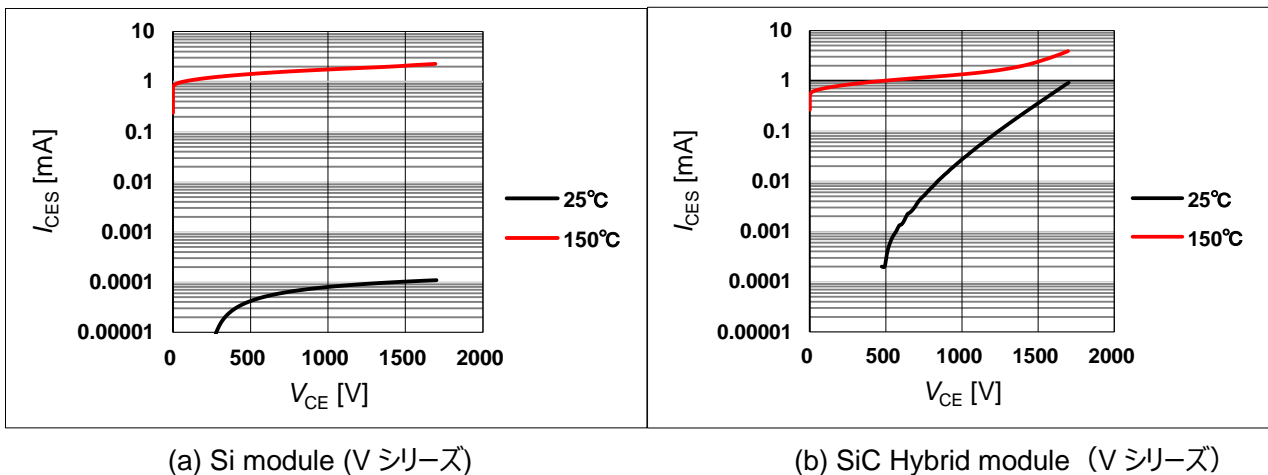 10
1
0.1
0.01
0.001
0.0001
0.00001
I_CES [mA]
0 500 1000 1500 2000
V_CE [V]
25℃
150℃
10
1
0.1
0.01
0.001
0.0001
0.00001
I_CES [mA]
0 500 1000 1500 2000
V_CE [V]
25℃
150℃
(a) Si module (V シリーズ)
(b) SiC Hybrid module （V シリーズ）